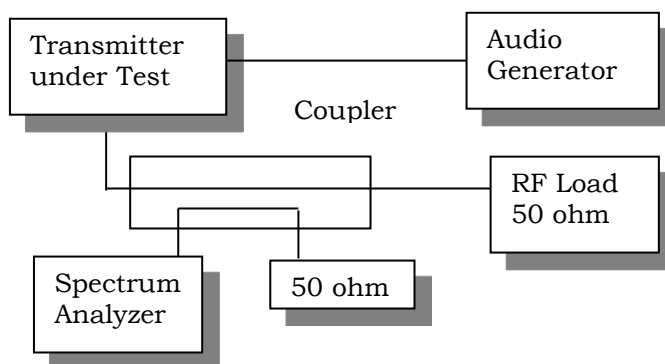 Transmitter
under Test
Audio
Generator
Coupler
RF Load
50 ohm
Spectrum
Analyzer
50 ohm